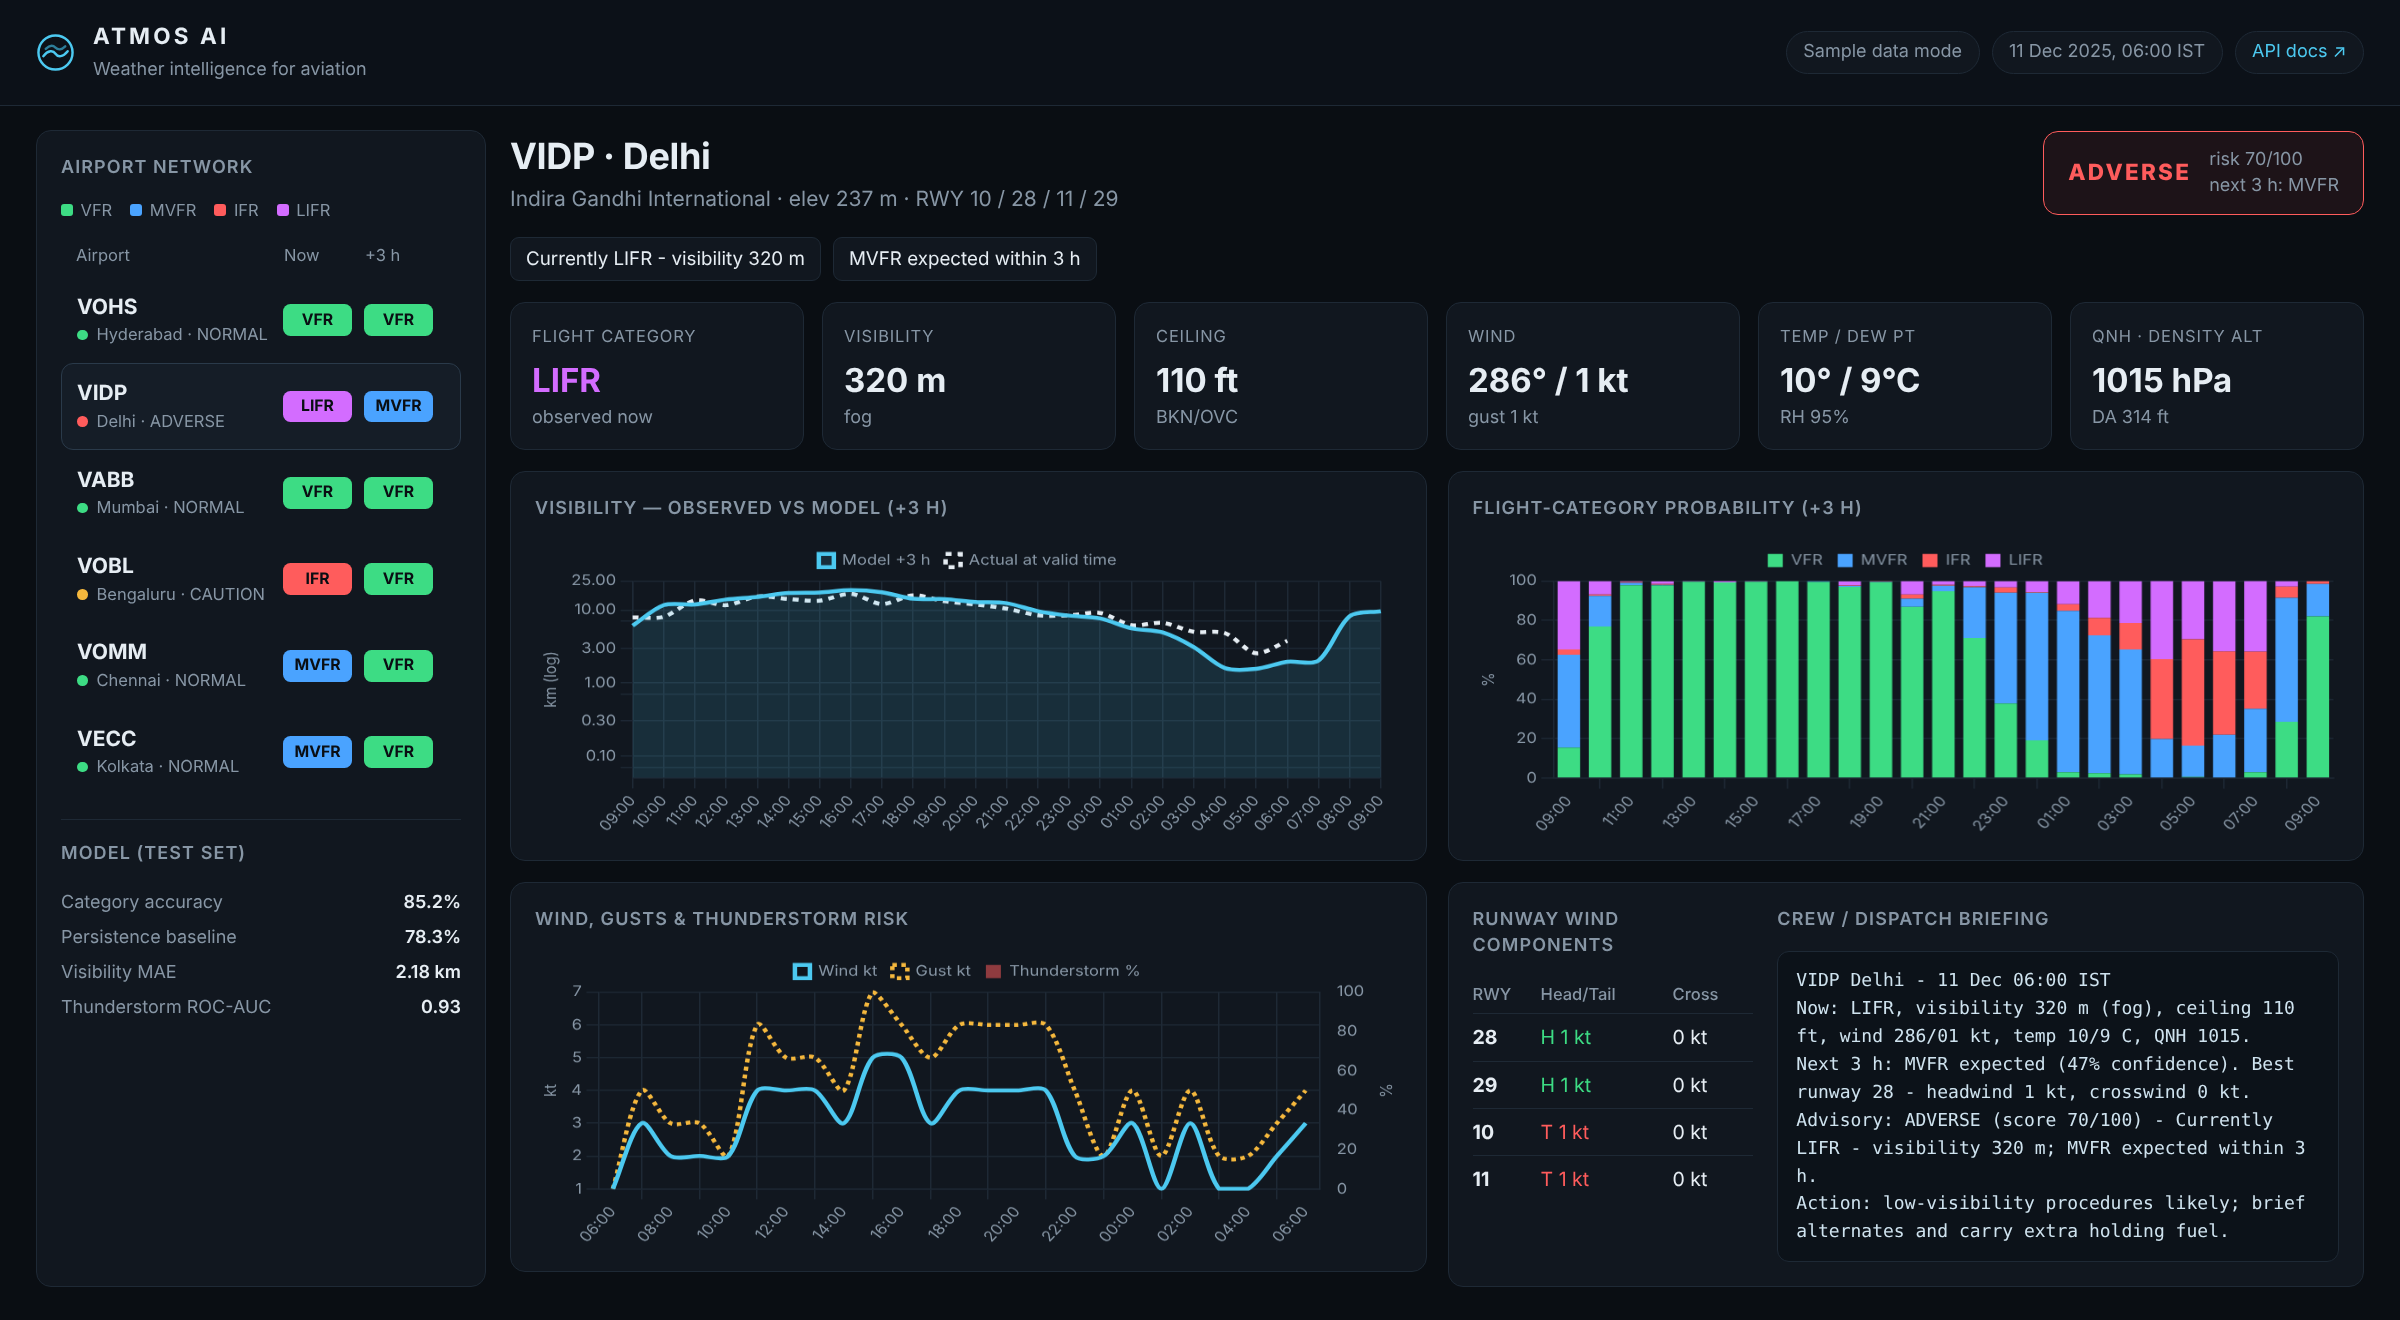 ATMOS AI
Weather intelligence for aviation
Sample data mode
11 Dec 2025, 06:00 IST
API docs ↗
AIRPORT NETWORK
VFR MVFR IFR LIFR
Airport Now +3 h
VOHS
Hyderabad · NORMAL
VFR VFR
VIDP
Delhi · ADVERSE
LIFR MVFR
VABB
Mumbai · NORMAL
VFR VFR
VOBL
Bengaluru · CAUTION
IFR VFR
VOMM
Chennai · NORMAL
MVFR VFR
VECC
Kolkata · NORMAL
MVFR VFR
MODEL (TEST SET)
Category accuracy 85.2%
Persistence baseline 78.3%
Visibility MAE 2.18 km
Thunderstorm ROC-AUC 0.93
VIDP · Delhi
Indira Gandhi International · elev 237 m · RWY 10 / 28 / 11 / 29
ADVERSE
risk 70/100
next 3 h: MVFR
Currently LIFR - visibility 320 m
MVFR expected within 3 h
FLIGHT CATEGORY
LIFR
observed now
VISIBILITY
320 m
fog
CEILING
110 ft
BKN/OVC
WIND
286° / 1 kt
gust 1 kt
TEMP / DEW PT
10° / 9°C
RH 95%
QNH · DENSITY ALT
1015 hPa
DA 314 ft
VISIBILITY — OBSERVED VS MODEL (+3 H)
Model +3 h Actual at valid time
25.00
10.00
3.00
1.00
0.30
0.10
km (log)
09:00 10:00 11:00 12:00 13:00 14:00 15:00 16:00 17:00 18:00 19:00 20:00 21:00 22:00 23:00 00:00 01:00 02:00 03:00 04:00 05:00 06:00 07:00 08:00 09:00
FLIGHT-CATEGORY PROBABILITY (+3 H)
VFR MVFR IFR LIFR
100
80
60
40
20
0
%
09:00 11:00 13:00 15:00 17:00 19:00 21:00 23:00 01:00 03:00 05:00 07:00 09:00
WIND, GUSTS & THUNDERSTORM RISK
Wind kt Gust kt Thunderstorm %
7
6
5
4
3
2
1
kt
100
80
60
40
20
0
%
06:00 08:00 10:00 12:00 14:00 16:00 18:00 20:00 22:00 00:00 02:00 04:00 06:00
RUNWAY WIND
COMPONENTS
RWY Head/Tail Cross
28 H 1 kt 0 kt
29 H 1 kt 0 kt
10 T 1 kt 0 kt
11 T 1 kt 0 kt
CREW / DISPATCH BRIEFING
VIDP Delhi - 11 Dec 06:00 IST
Now: LIFR, visibility 320 m (fog), ceiling 110
ft, wind 286/01 kt, temp 10/9 C, QNH 1015.
Next 3 h: MVFR expected (47% confidence). Best
runway 28 - headwind 1 kt, crosswind 0 kt.
Advisory: ADVERSE (score 70/100) - Currently
LIFR - visibility 320 m; MVFR expected within 3
h.
Action: low-visibility procedures likely; brief
alternates and carry extra holding fuel.